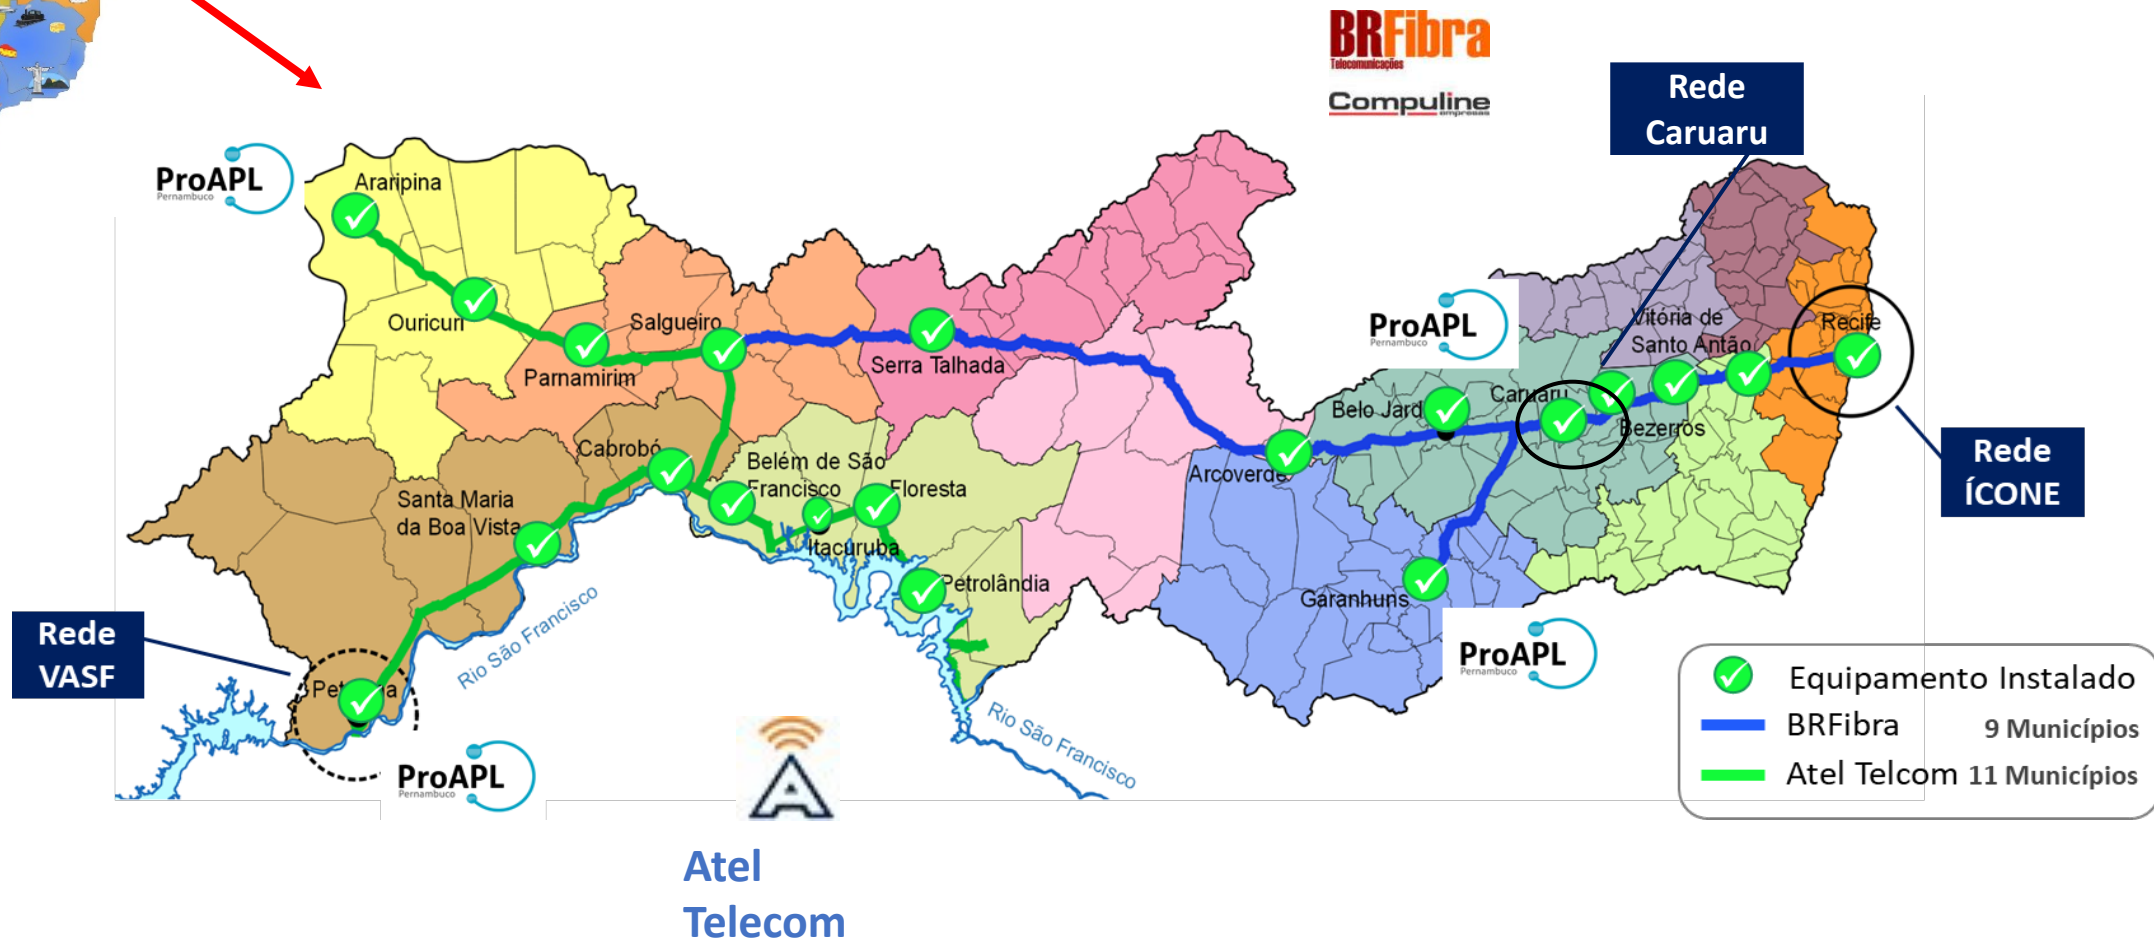 BRFibra
Telecomunicações
Compuline
empresas
Rede
Caruaru
ProAPL
Pernambuco
Araripina
Ouricuri
Parnamirim
Salgueiro
Serra Talhada
ProAPL
Pernambuco
Vitória de
Santo Antão
Recife
Belo Jard
Caruaru
Bezerros
Arcoverde
Garanhuns
Cabrobó
Santa Maria
da Boa Vista
Belém de São
Francisco
Floresta
Itacuruba
Petrolândia
Rede
ÍCONE
Rede
VASF
Rio São Francisco
Rio São Francisco
ProAPL
Pernambuco
ProAPL
Pernambuco
Equipamento Instalado
BRFibra 9 Municípios
Atel Telcom 11 Municípios
Atel
Telecom